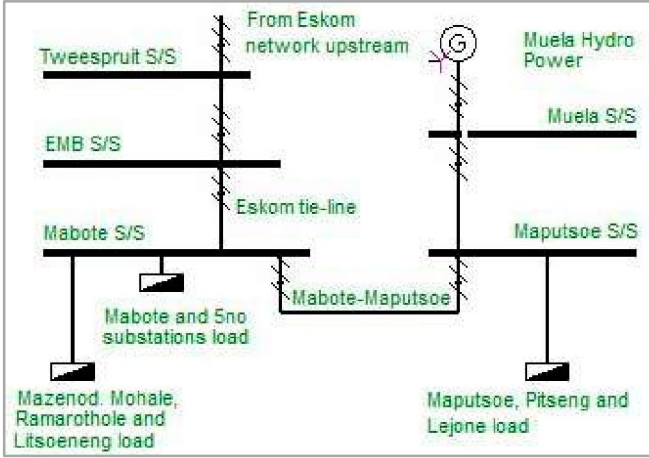 From Eskom
network upstream
Tweespruit S/S
G
Muela Hydro
Power
Muela S/S
EMB S/S
Eskom tie-line
Mabote S/S
Maputsoe S/S
Mabote-Maputsoe
Mabote and 5no
substations load
Mazenod. Mohale,
Ramarothole and
Litsoeneng load
Maputsoe, Pitseng and
Lejone load